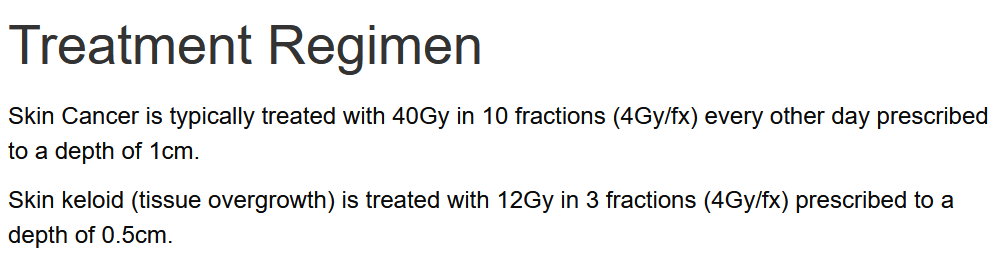 Treatment Regimen
Skin Cancer is typically treated with 40Gy in 10 fractions (4Gy/fx) every other day prescribed
to a depth of 1cm.
Skin keloid (tissue overgrowth) is treated with 12Gy in 3 fractions (4Gy/fx) prescribed to a
depth of 0.5cm.